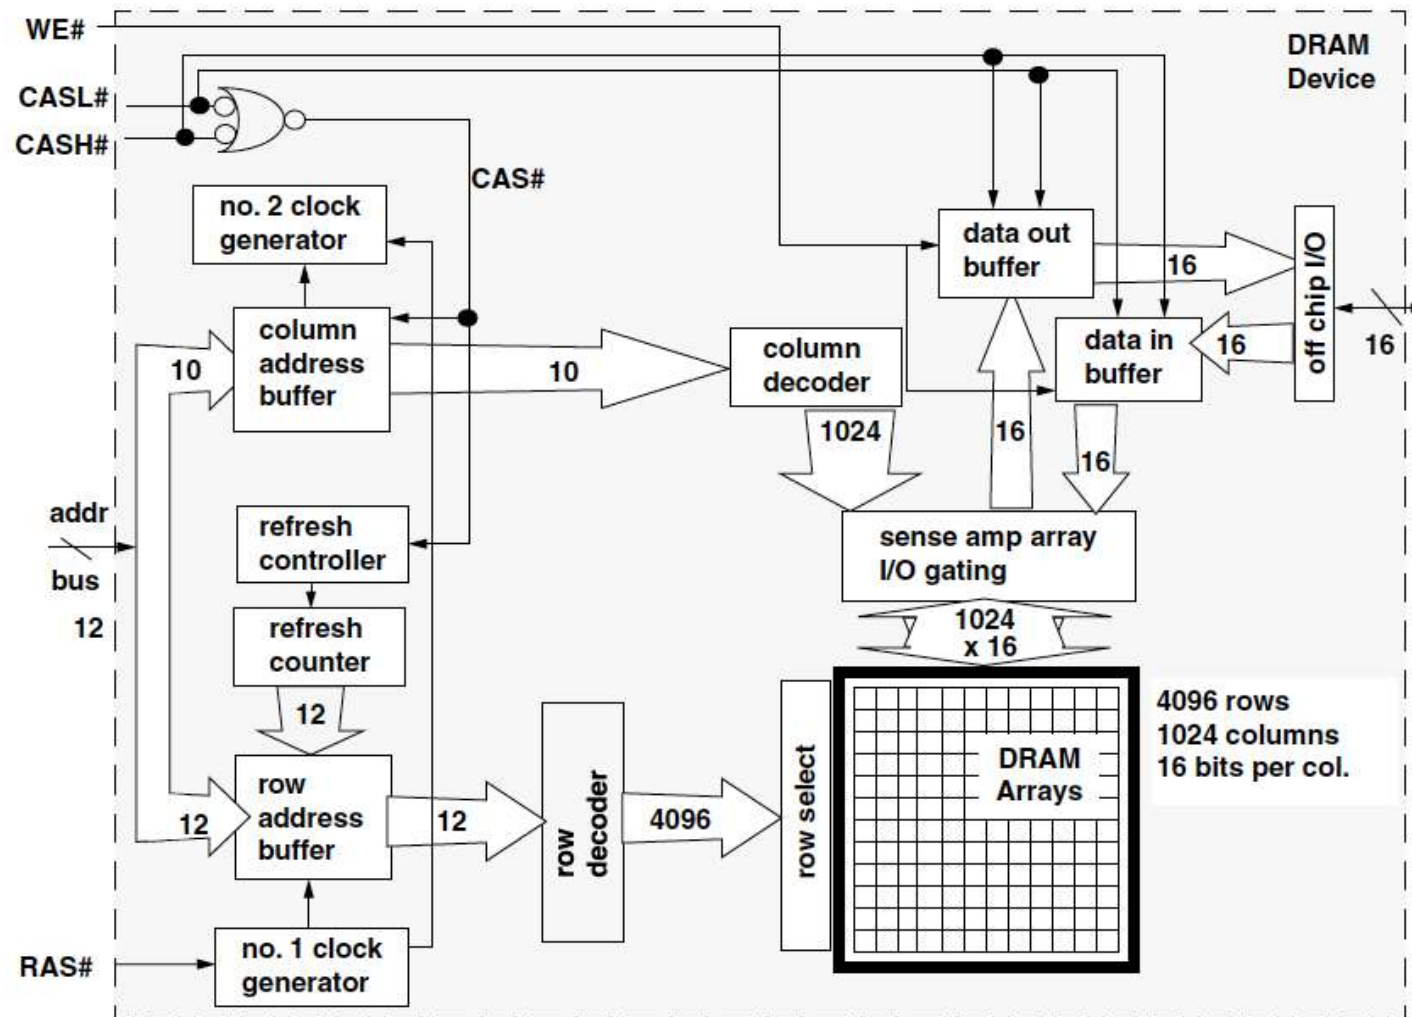 WE#
DRAM
Device
CASL#
CASH#
CAS#
no. 2 clock
generator
data out
buffer
16
off chip I/O
column
address
buffer
10
10
column
decoder
data in
buffer
16
16
1024
16
16
addr
bus
12
refresh
controller
sense amp array
I/O gating
refresh
counter
1024
x 16
12
row
address
buffer
12
12
row
decoder
4096
row select
DRAM
Arrays
4096 rows
1024 columns
16 bits per col.
RAS#
no. 1 clock
generator